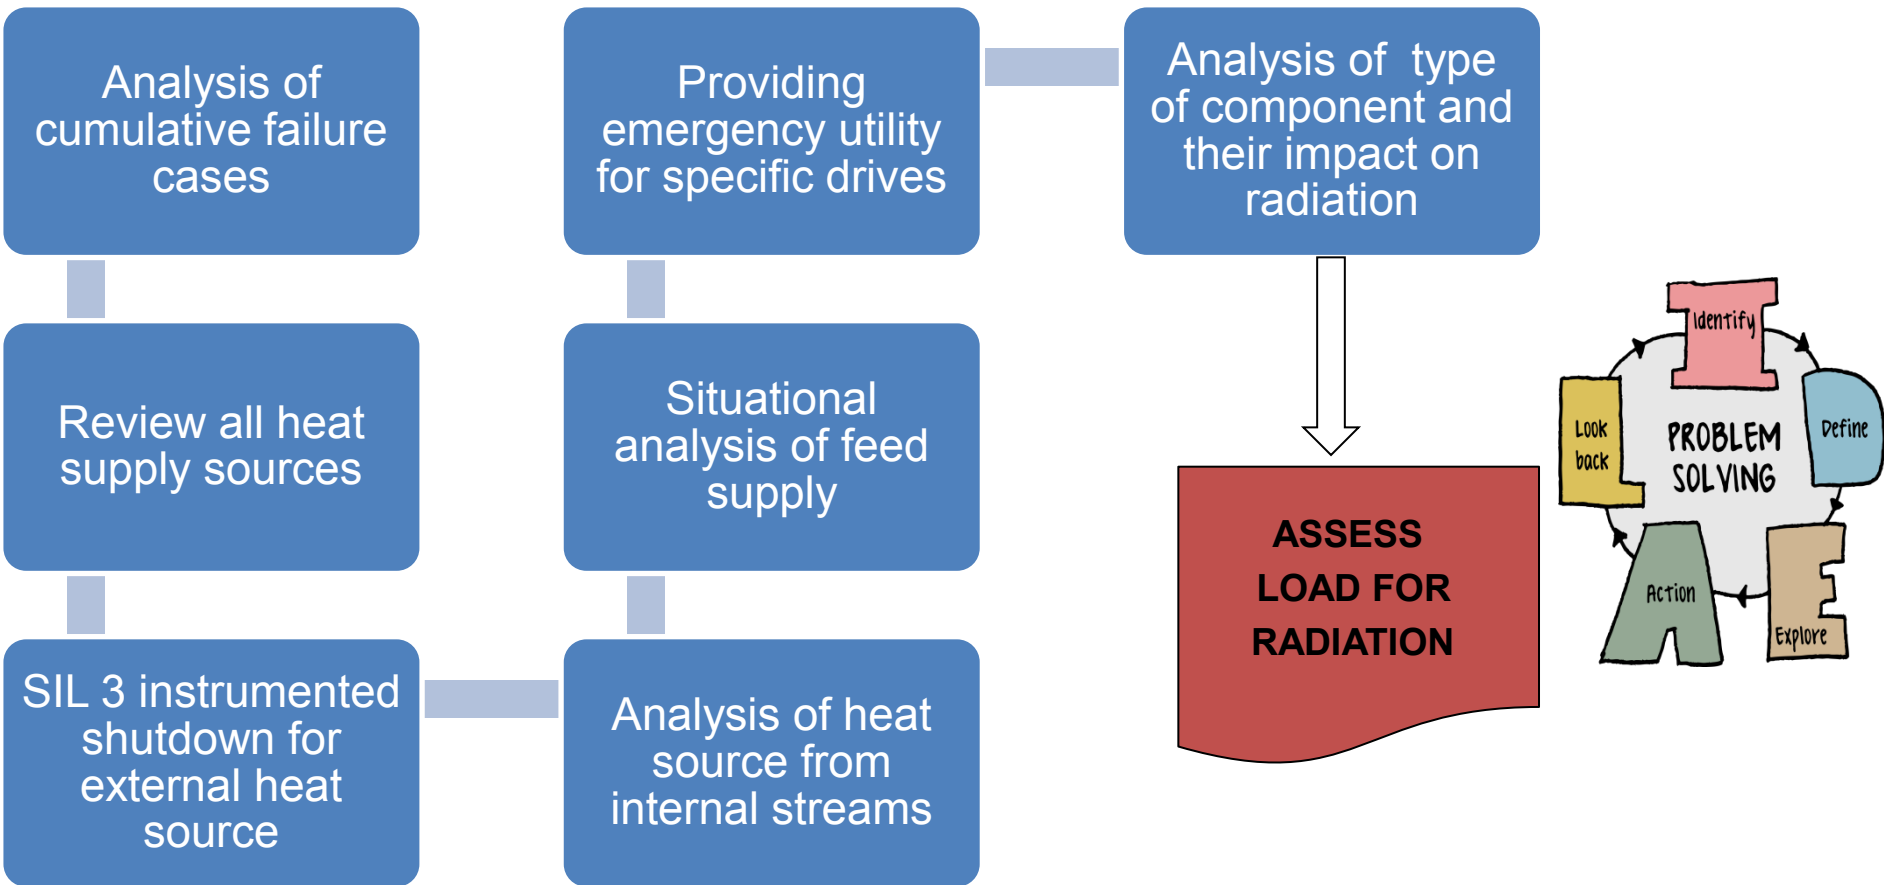 Analysis of
cumulative failure
cases
Review all heat
supply sources
SIL 3 instrumented
shutdown for
external heat
source
Analysis of heat
source from
internal streams
Situational
analysis of feed
supply
Providing
emergency utility
for specific drives
Analysis of type
of component and
their impact on
radiation
ASSESS
LOAD FOR
RADIATION
Identify
Define
Explore
Action
Look
back
PROBLEM
SOLVING